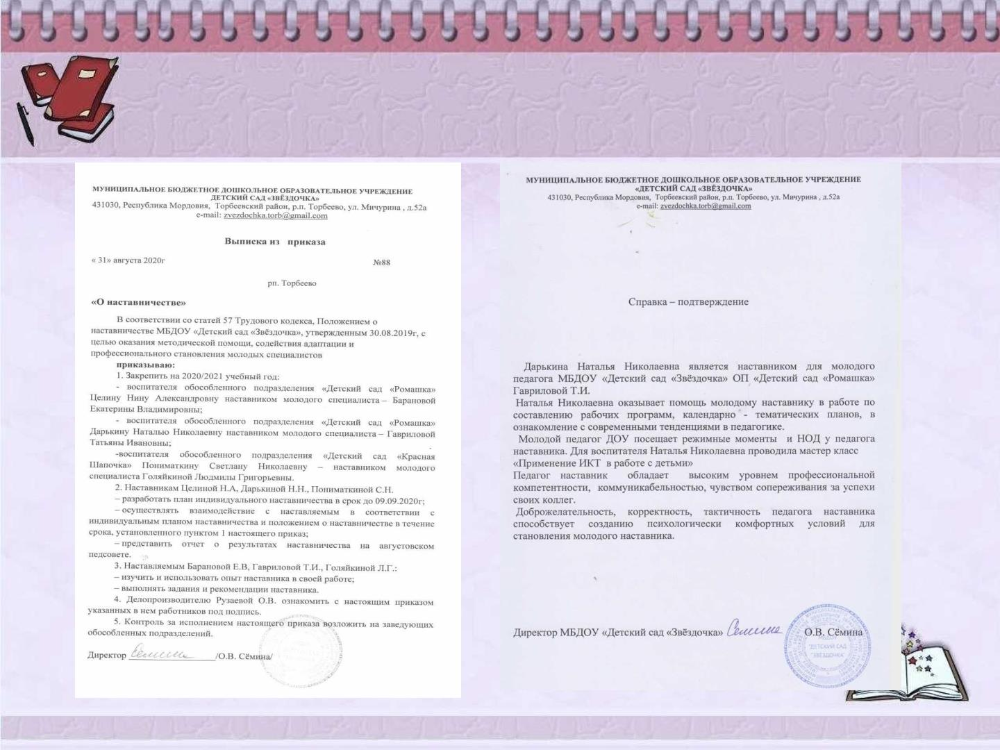 МУНИЦИПАЛЬНОЕ БЮДЖЕТНОЕ ДОШКОЛЬНОЕ ОБРАЗОВАТЕЛЬНОЕ УЧРЕЖДЕНИЕ
ДЕТСКИЙ САД «ЗВЁЗДОЧКА»
431030, Республика Мордовия, Торбеевский район, р.п. Торбеево, ул. Мичурина , д.52а
e-mail: zvezdochka.torb@gmail.com
Выписка из приказа
« 31» августа 2020г №88
рп. Торбеево
«О наставничестве»
В соответствии со статей 57 Трудового кодекса, Положением о
наставничестве МБДОУ «Детский сад «Звёздочка», утвержденным 30.08.2019г, с
целью оказания методической помощи, содействия адаптации и
профессионального становления молодых специалистов
приказываю:
1. Закрепить на 2020/2021 учебный год:
- воспитателя обособленного подразделения «Детский сад «Ромашка»
Целину Нину Александровну наставником молодого специалиста – Барановой
Екатерины Владимировны;
- воспитателя обособленного подразделения «Детский сад «Ромашка»
Дарькину Наталью Николаевну наставником молодого специалиста – Гавриловой
Татьяны Ивановны;
-воспитателя обособленного подразделения «Детский сад «Красная
Шапочка» Пониматкину Светлану Николаевну – наставником молодого
специалиста Голяйкиной Людмилы Григорьевны.
2. Наставникам Целиной Н.А, Дарькиной Н.Н., Пониматкиной С.Н.
– разработать план индивидуального наставничества в срок до 09.09.2020г;
– осуществлять взаимодействие с наставляемым в соответствии с
индивидуальным планом наставничества и положением о наставничестве в течение
срока, установленного пунктом 1 настоящего приказ;
– представить отчет о результатах наставничества на августовском
педсовете.
3. Наставляемым Барановой Е.В, Гавриловой Т.И., Голяйкиной Л.Г.:
– изучить и использовать опыт наставника в своей работе;
– выполнять задания и рекомендации наставника.
4. Делопроизводителю Рузаевой О.В. ознакомить с настоящим приказом
указанных в нем работников под подпись.
5. Контроль за исполнением настоящего приказа возложить на заведующих
обособленных подразделений.
Директор Сёмина /О.В. Сёмина/
МУНИЦИПАЛЬНОЕ БЮДЖЕТНОЕ ДОШКОЛЬНОЕ ОБРАЗОВАТЕЛЬНОЕ УЧРЕЖДЕНИЕ
«ДЕТСКИЙ САД «ЗВЁЗДОЧКА»
431030, Республика Мордовия, Торбеевский район, р.п. Торбеево, ул. Мичурина , д.52а
e-mail: zvezdochka.torb@gmail.com
Справка – подтверждение
Дарькина Наталья Николаевна является наставником для молодого
педагога МБДОУ «Детский сад «Звёздочка» ОП «Детский сад «Ромашка»
Гавриловой Т.И.
Наталья Николаевна оказывает помощь молодому наставнику в работе по
составлению рабочих программ, календарно - тематических планов, в
ознакомление с современными тенденциями в педагогике.
Молодой педагог ДОУ посещает режимные моменты и НОД у педагога
наставника. Для воспитателя Наталья Николаевна проводила мастер класс
«Применение ИКТ в работе с детьми»
Педагог наставник обладает высоким уровнем профессиональной
компетентности, коммуникабельностью, чувством сопереживания за успехи
своих коллег.
Доброжелательность, корректность, тактичность педагога наставника
способствует созданию психологически комфортных условий для
становления молодого наставника.
Директор МБДОУ «Детский сад «Звёздочка» Сёмина О.В. Сёмина
МБДОУ
"ДЕТСКИЙ САД
"ЗВЁЗДОЧКА"